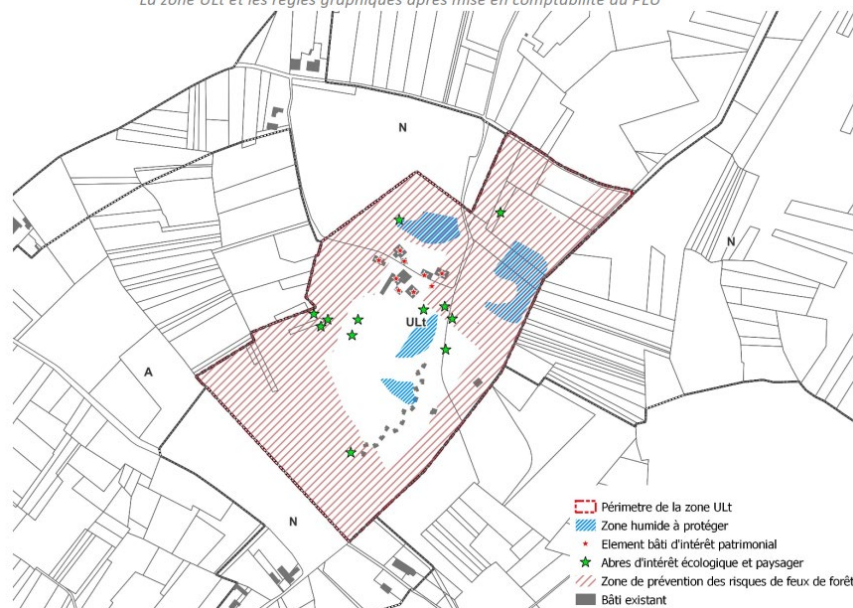 La zone ULt et les règles graphiques après mise en comptabilité du PLU
N
N
ULt
A
N
Périmetre de la zone ULt
Zone humide à protéger
Element bâti d'intérêt patrimonial
Abres d'intérêt écologique et paysager
Zone de prévention des risques de feux de forêt
Bâti existant